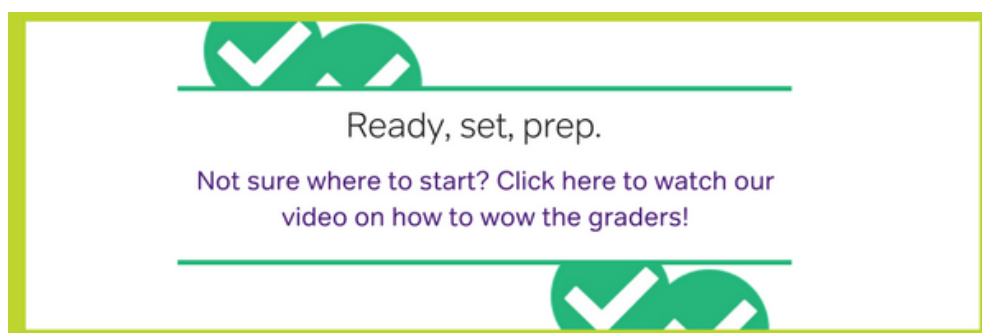 Ready, set, prep.
Not sure where to start? Click here to watch our
video on how to wow the graders!